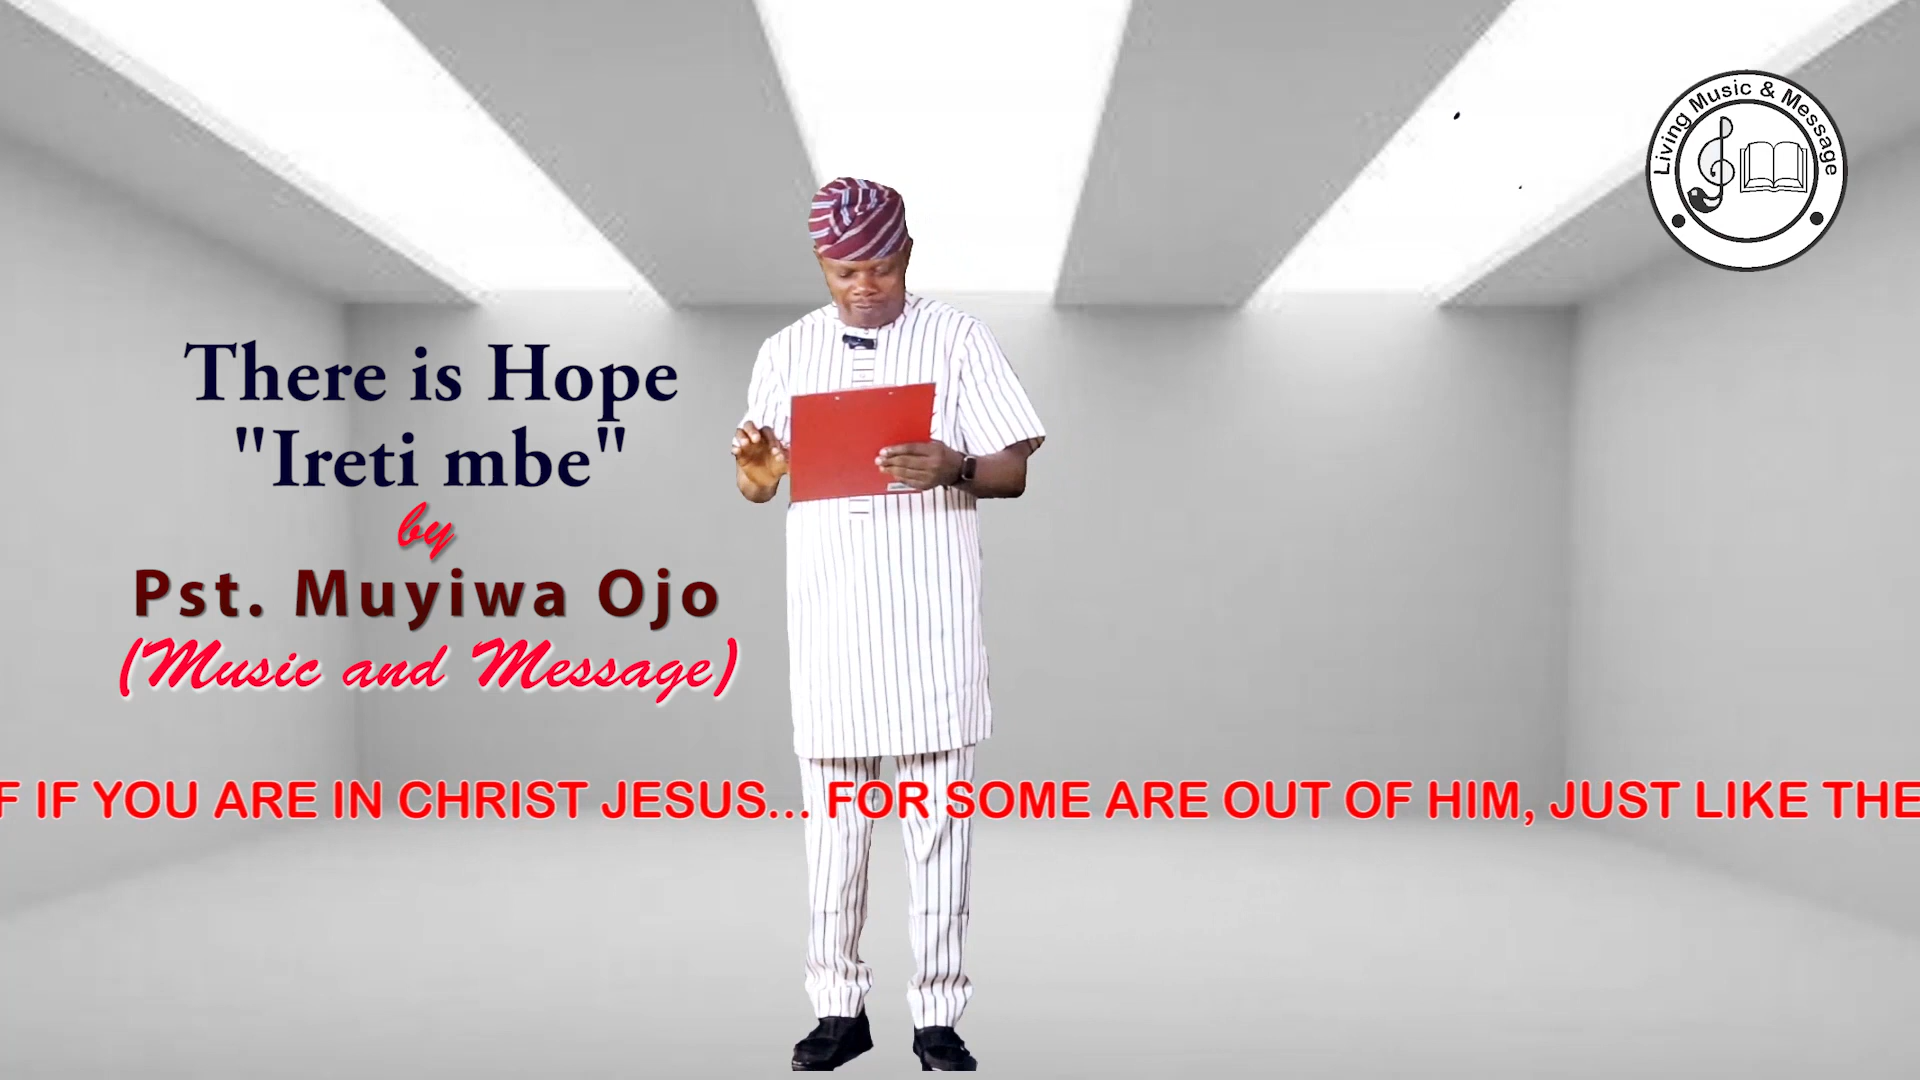 Living Music & Message
There is Hope
"Ireti mbe"
by
Pst. Muyiwa Ojo
(Music and Message)
F IF YOU ARE IN CHRIST JESUS... FOR SOME ARE OUT OF HIM, JUST LIKE THE